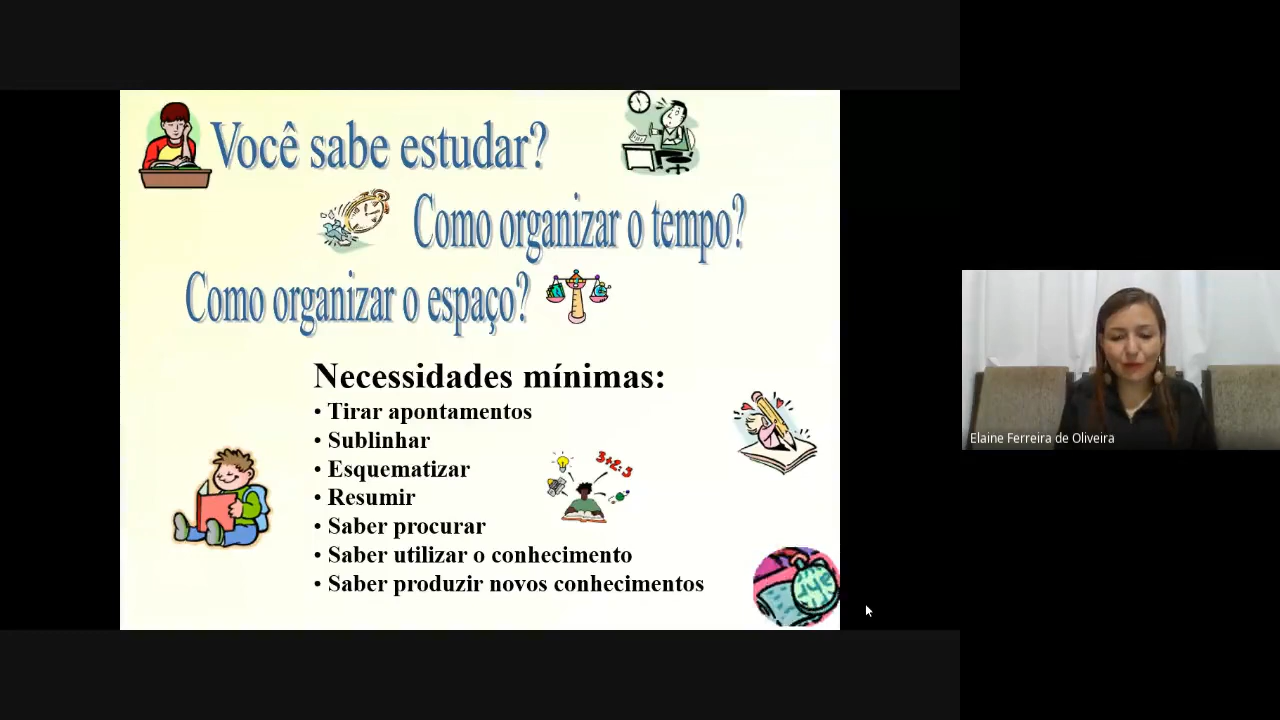 Você sabe estudar?
Como organizar o tempo?
Como organizar o espaço?
Necessidades mínimas:
• Tirar apontamentos
• Sublinhar
• Esquematizar
• Resumir
• Saber procurar
• Saber utilizar o conhecimento
• Saber produzir novos conhecimentos
3+2=5
Elaine Ferreira de Oliveira